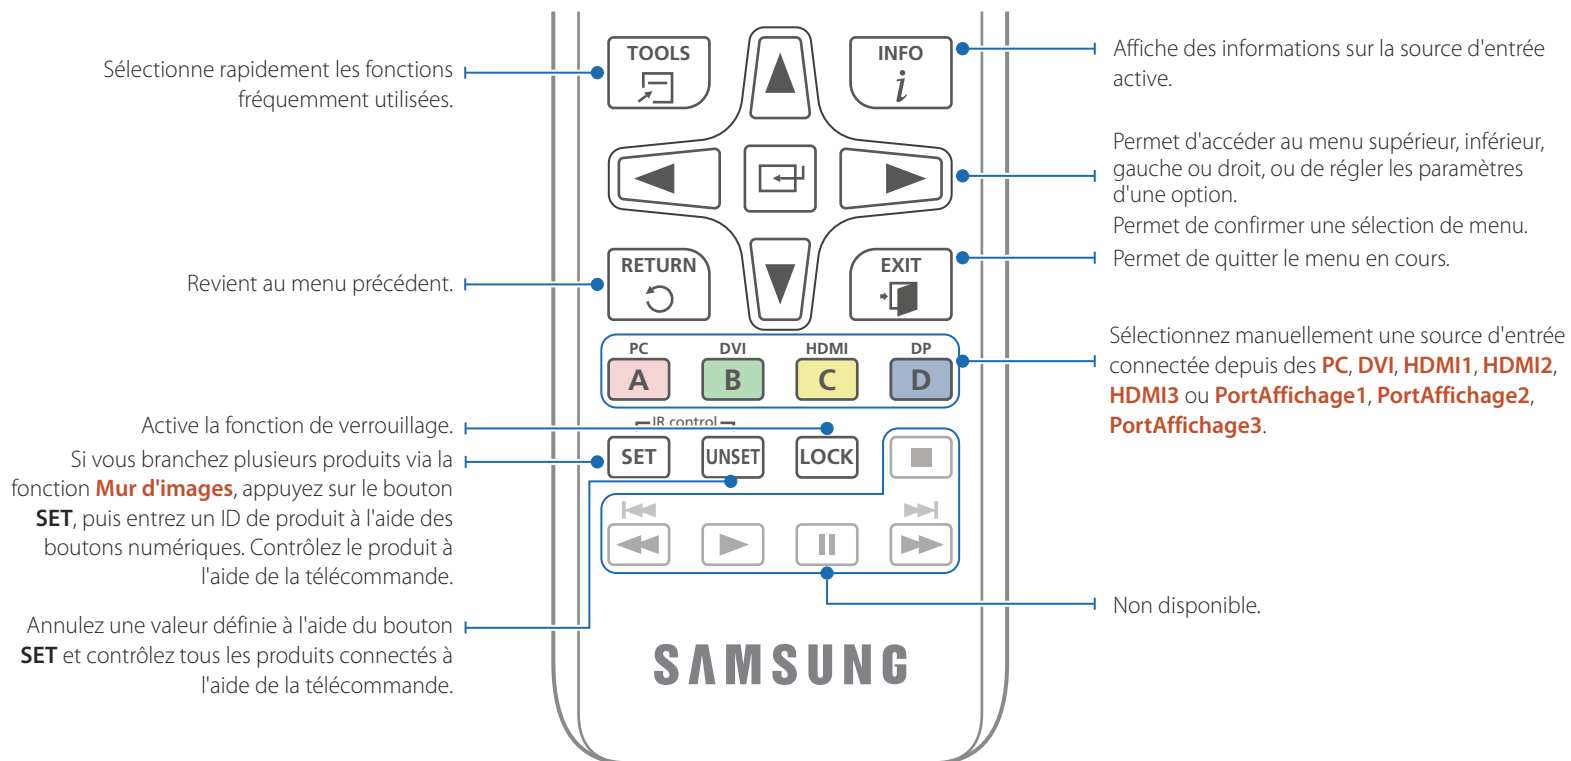 Sélectionne rapidement les fonctions
fréquemment utilisées.
Revient au menu précédent.
Active la fonction de verrouillage.
Si vous branchez plusieurs produits via la
fonction Mur d'images, appuyez sur le bouton
SET, puis entrez un ID de produit à l'aide des
boutons numériques. Contrôlez le produit à
l'aide de la télécommande.
Annulez une valeur définie à l'aide du bouton
SET et contrôlez tous les produits connectés à
l'aide de la télécommande.
TOOLS
INFO
i
RETURN
EXIT
PC DVI HDMI DP
A B C D
IR control
SET UNSET LOCK
SAMSUNG
Affiche des informations sur la source d'entrée
active.
Permet d'accéder au menu supérieur, inférieur,
gauche ou droit, ou de régler les paramètres
d'une option.
Permet de confirmer une sélection de menu.
Permet de quitter le menu en cours.
Sélectionnez manuellement une source d'entrée
connectée depuis des PC, DVI, HDMI1, HDMI2,
HDMI3 ou PortAffichage1, PortAffichage2,
PortAffichage3.
Non disponible.